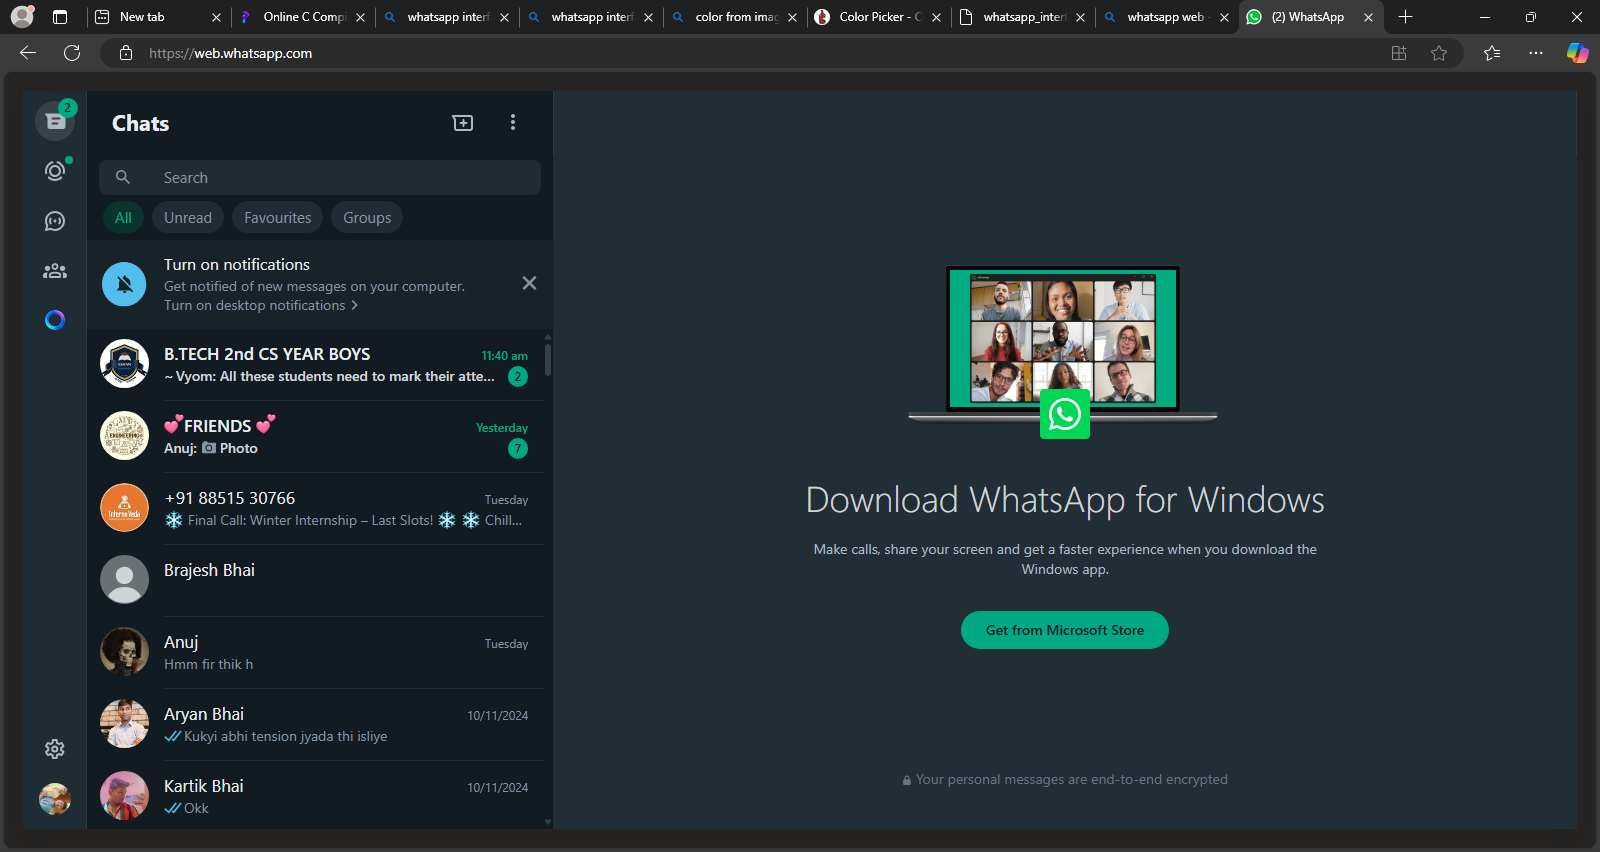 New tab
Online C Compi
whatsapp inter
whatsapp inter
color from imag
Color Picker - C
whatsapp_inter
whatsapp web -
(2) WhatsApp
https://web.whatsapp.com
2
Chats
Search
All
Unread
Favourites
Groups
Turn on notifications
Get notified of new messages on your computer.
Turn on desktop notifications >
B.TECH 2nd CS YEAR BOYS
11:40 am
~ Vyom: All these students need to mark their atte...
2
💕FRIENDS 💕
Yesterday
Anuj: 📷 Photo
7
ENGINEERING
+91 88515 30766
Tuesday
❄️ Final Call: Winter Internship – Last Slots! ❄️ ❄️ Chill...
Brajesh Bhai
Anuj
Tuesday
Hmm fir thik h
Aryan Bhai
10/11/2024
Kukyi abhi tension jyada thi isliye
Kartik Bhai
10/11/2024
Okk
Download WhatsApp for Windows
Make calls, share your screen and get a faster experience when you download the
Windows app.
Get from Microsoft Store
Your personal messages are end-to-end encrypted